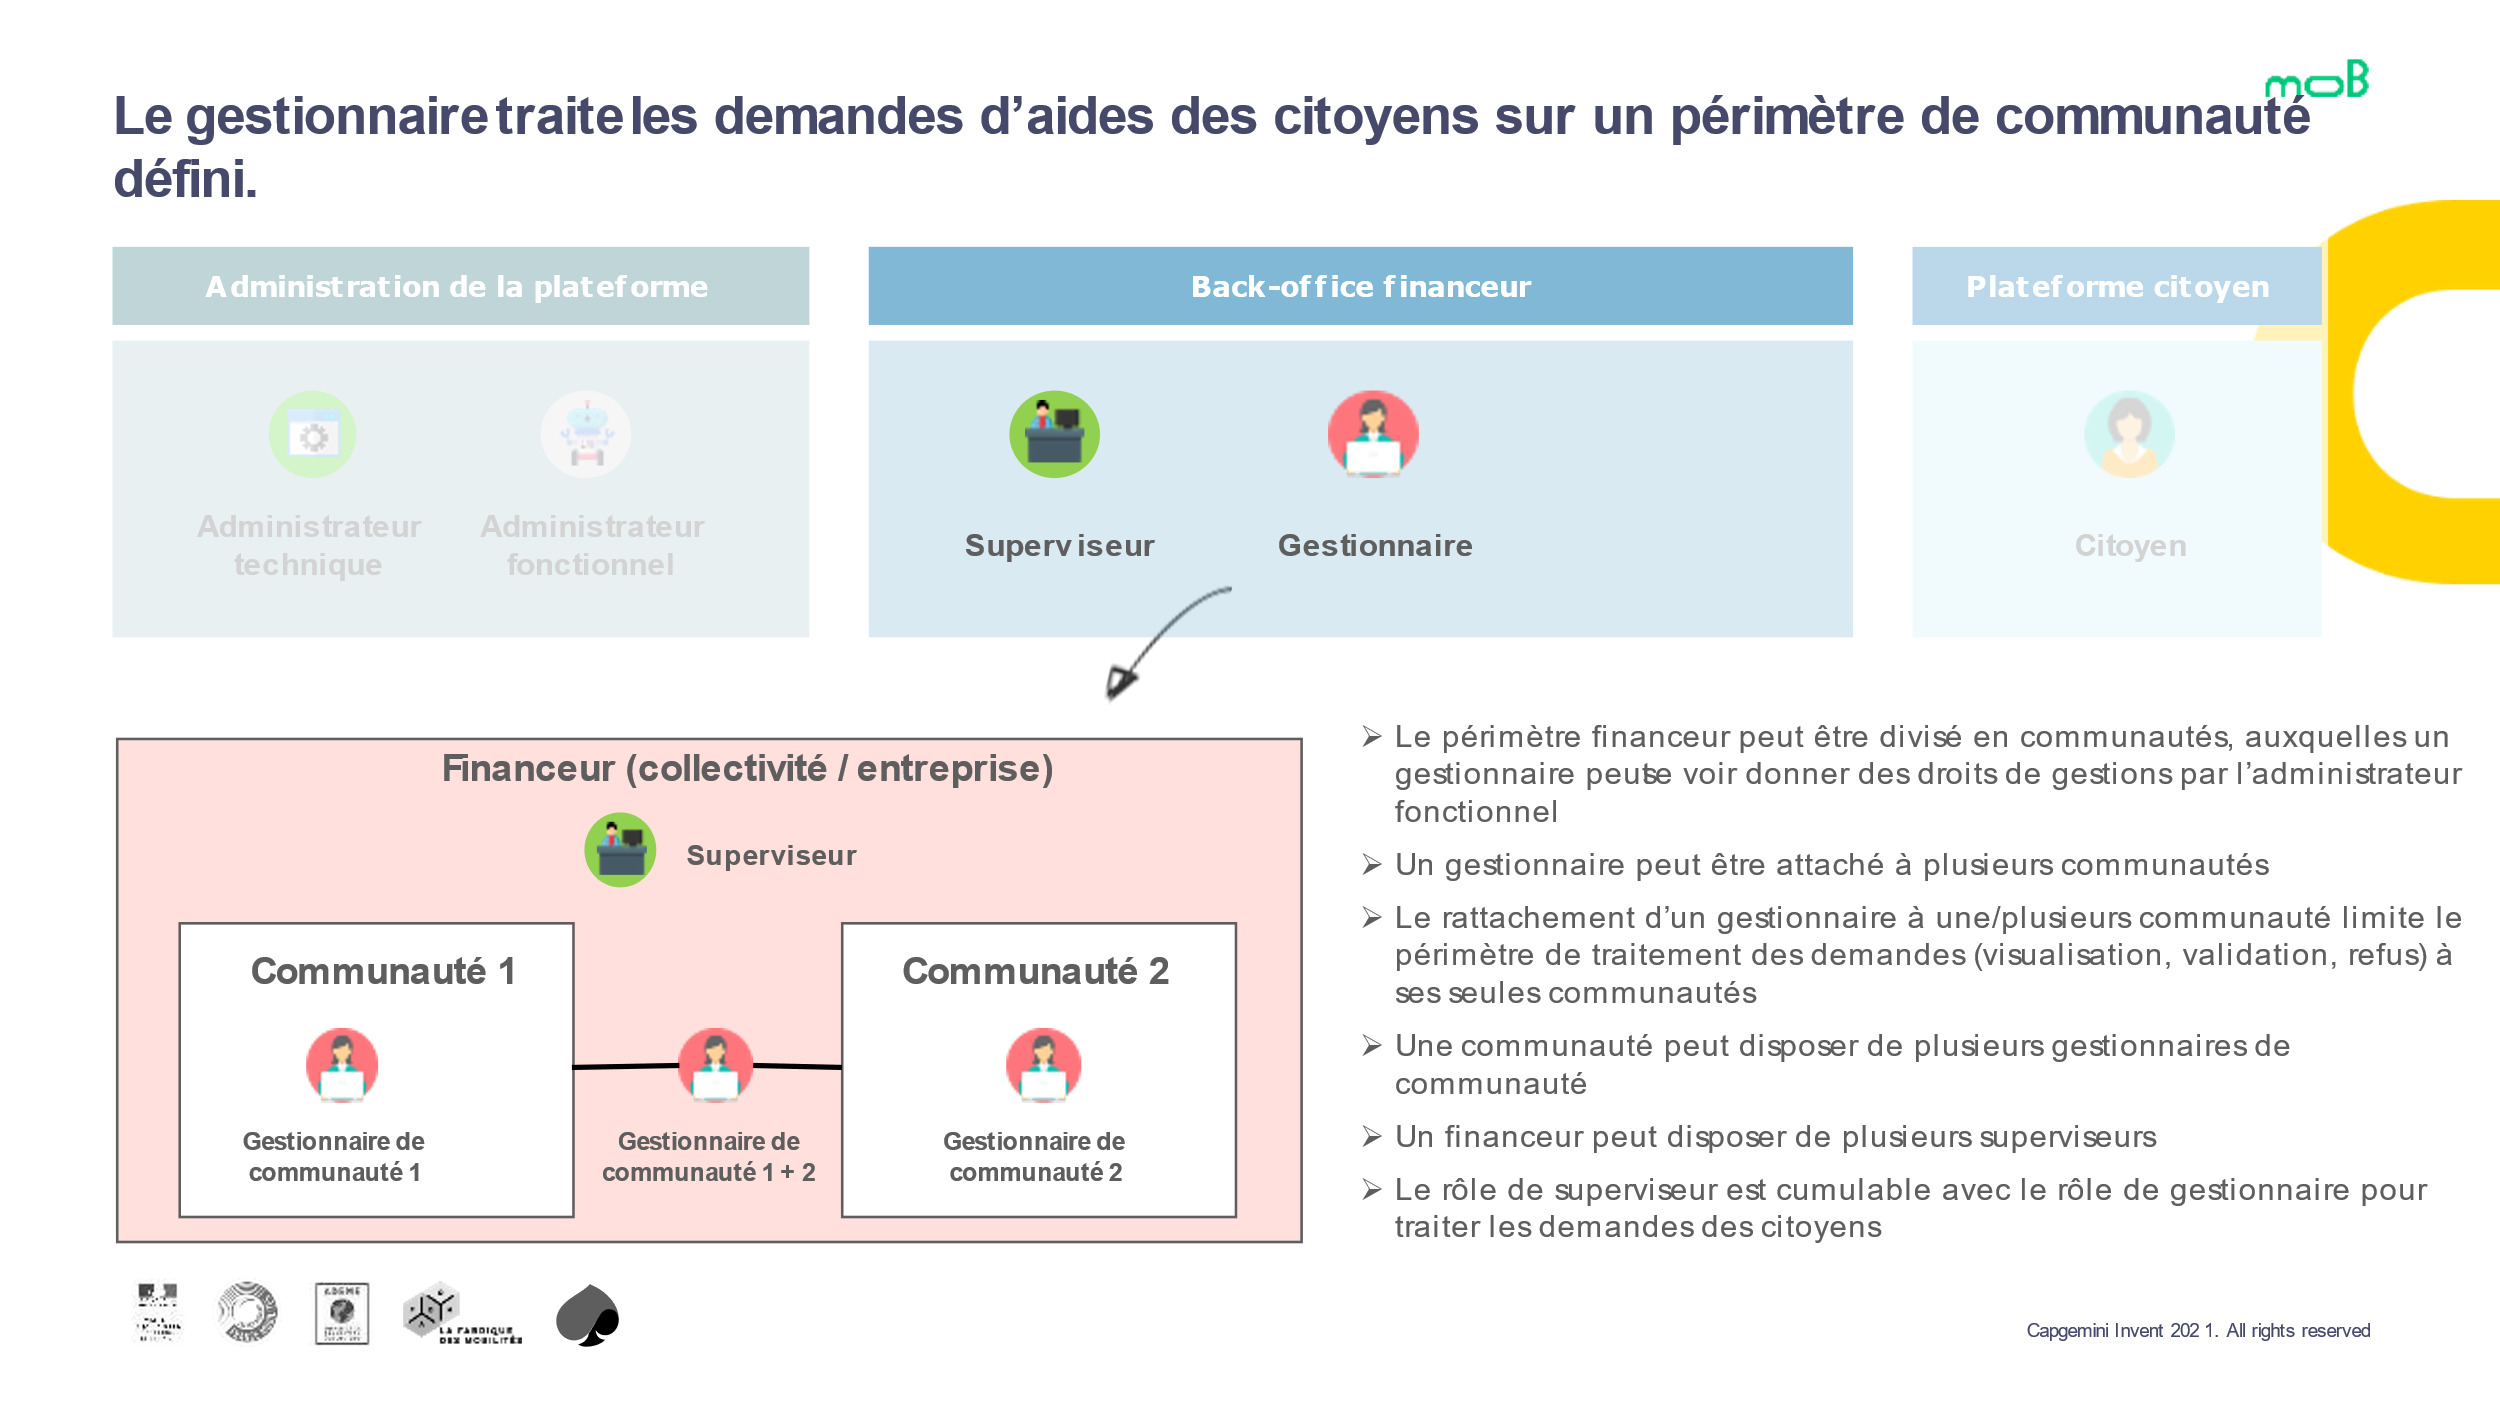 moB
Le gestionnaire traite les demandes d’aides des citoyens sur un périmètre de communauté
défini.
Administration de la plateforme
Back-office financeur
Plateforme citoyen
Administrateur
technique
Administrateur
fonctionnel
Superviseur
Gestionnaire
Citoyen
Financeur (collectivité / entreprise)
Superviseur
Communauté 1
Communauté 2
Gestionnaire de
communauté 1
Gestionnaire de
communauté 1 + 2
Gestionnaire de
communauté 2
➢ Le périmètre financeur peut être divisé en communautés, auxquelles un
gestionnaire peut se voir donner des droits de gestions par l’administrateur
fonctionnel
➢ Un gestionnaire peut être attaché à plusieurs communautés
➢ Le rattachement d’un gestionnaire à une/plusieurs communauté limite le
périmètre de traitement des demandes (visualisation, validation, refus) à
ses seules communautés
➢ Une communauté peut disposer de plusieurs gestionnaires de
communauté
➢ Un financeur peut disposer de plusieurs superviseurs
➢ Le rôle de superviseur est cumulable avec le rôle de gestionnaire pour
traiter les demandes des citoyens
ADEME
LA FABRIQUE
DES MOBILITÉS
Capgemini Invent 2021. All rights reserved